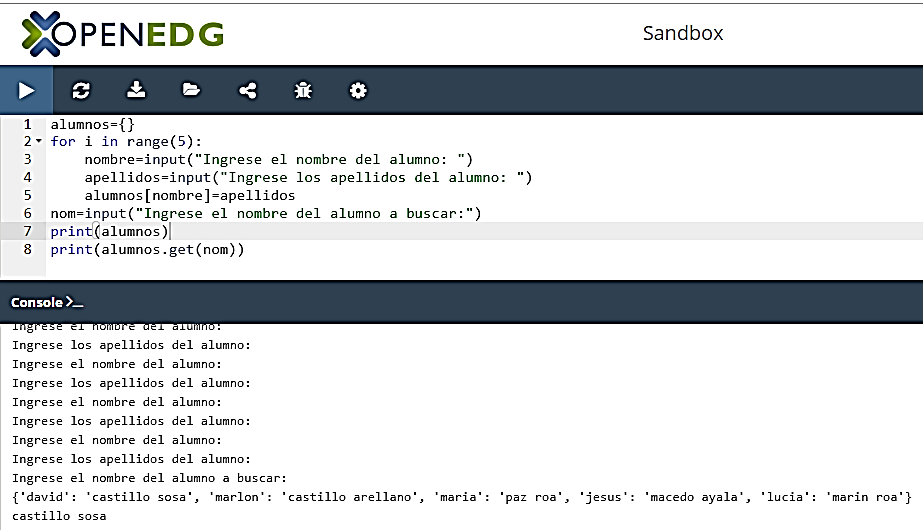 OPENEDG
Sandbox
1 alumnos={}
2 for i in range(5):
3     nombre=input("Ingrese el nombre del alumno: ")
4     apellidos=input("Ingrese los apellidos del alumno: ")
5     alumnos[nombre]=apellidos
6 nom=input("Ingrese el nombre del alumno a buscar:")
7 print(alumnos)
8 print(alumnos.get(nom))
Console >_
Ingrese el nombre del alumno:
Ingrese los apellidos del alumno:
Ingrese el nombre del alumno:
Ingrese los apellidos del alumno:
Ingrese el nombre del alumno:
Ingrese los apellidos del alumno:
Ingrese el nombre del alumno:
Ingrese los apellidos del alumno:
Ingrese el nombre del alumno a buscar:
{'david': 'castillo sosa', 'marlon': 'castillo arellano', 'maria': 'paz roa', 'jesus': 'macedo ayala', 'lucia': 'marin roa'}
castillo sosa